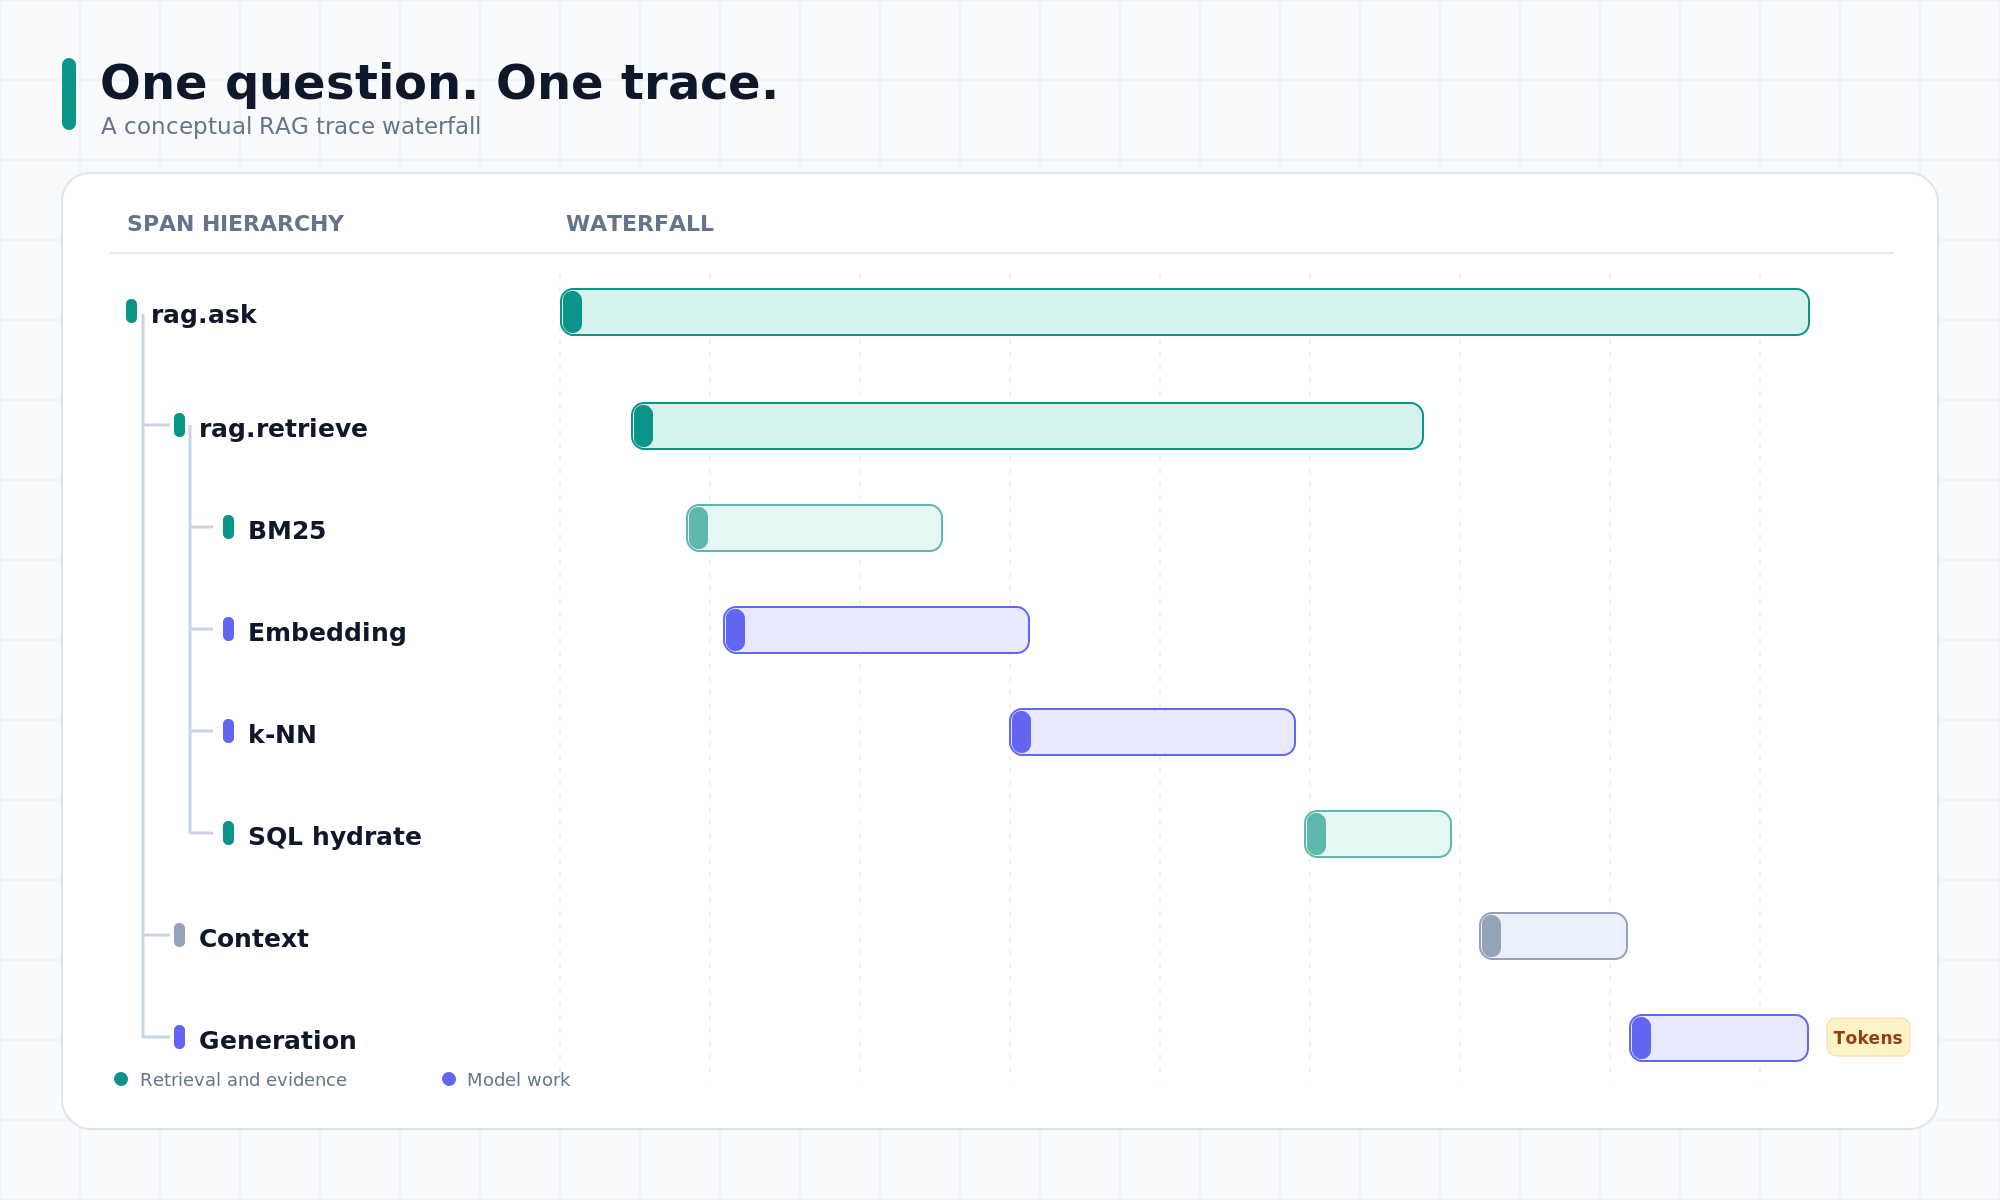 One question. One trace.
A conceptual RAG trace waterfall
SPAN HIERARCHY
WATERFALL
rag.ask
rag.retrieve
BM25
Embedding
k-NN
SQL hydrate
Context
Generation
Tokens
Retrieval and evidence
Model work